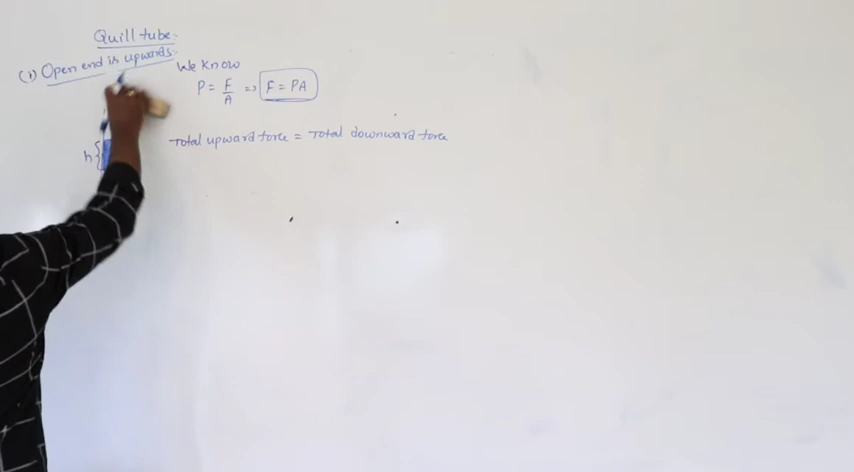 Quill tube:-
(1) Open end is upwards:-
We know
P = F/A => F = PA
Total upward force = Total downward force
h{